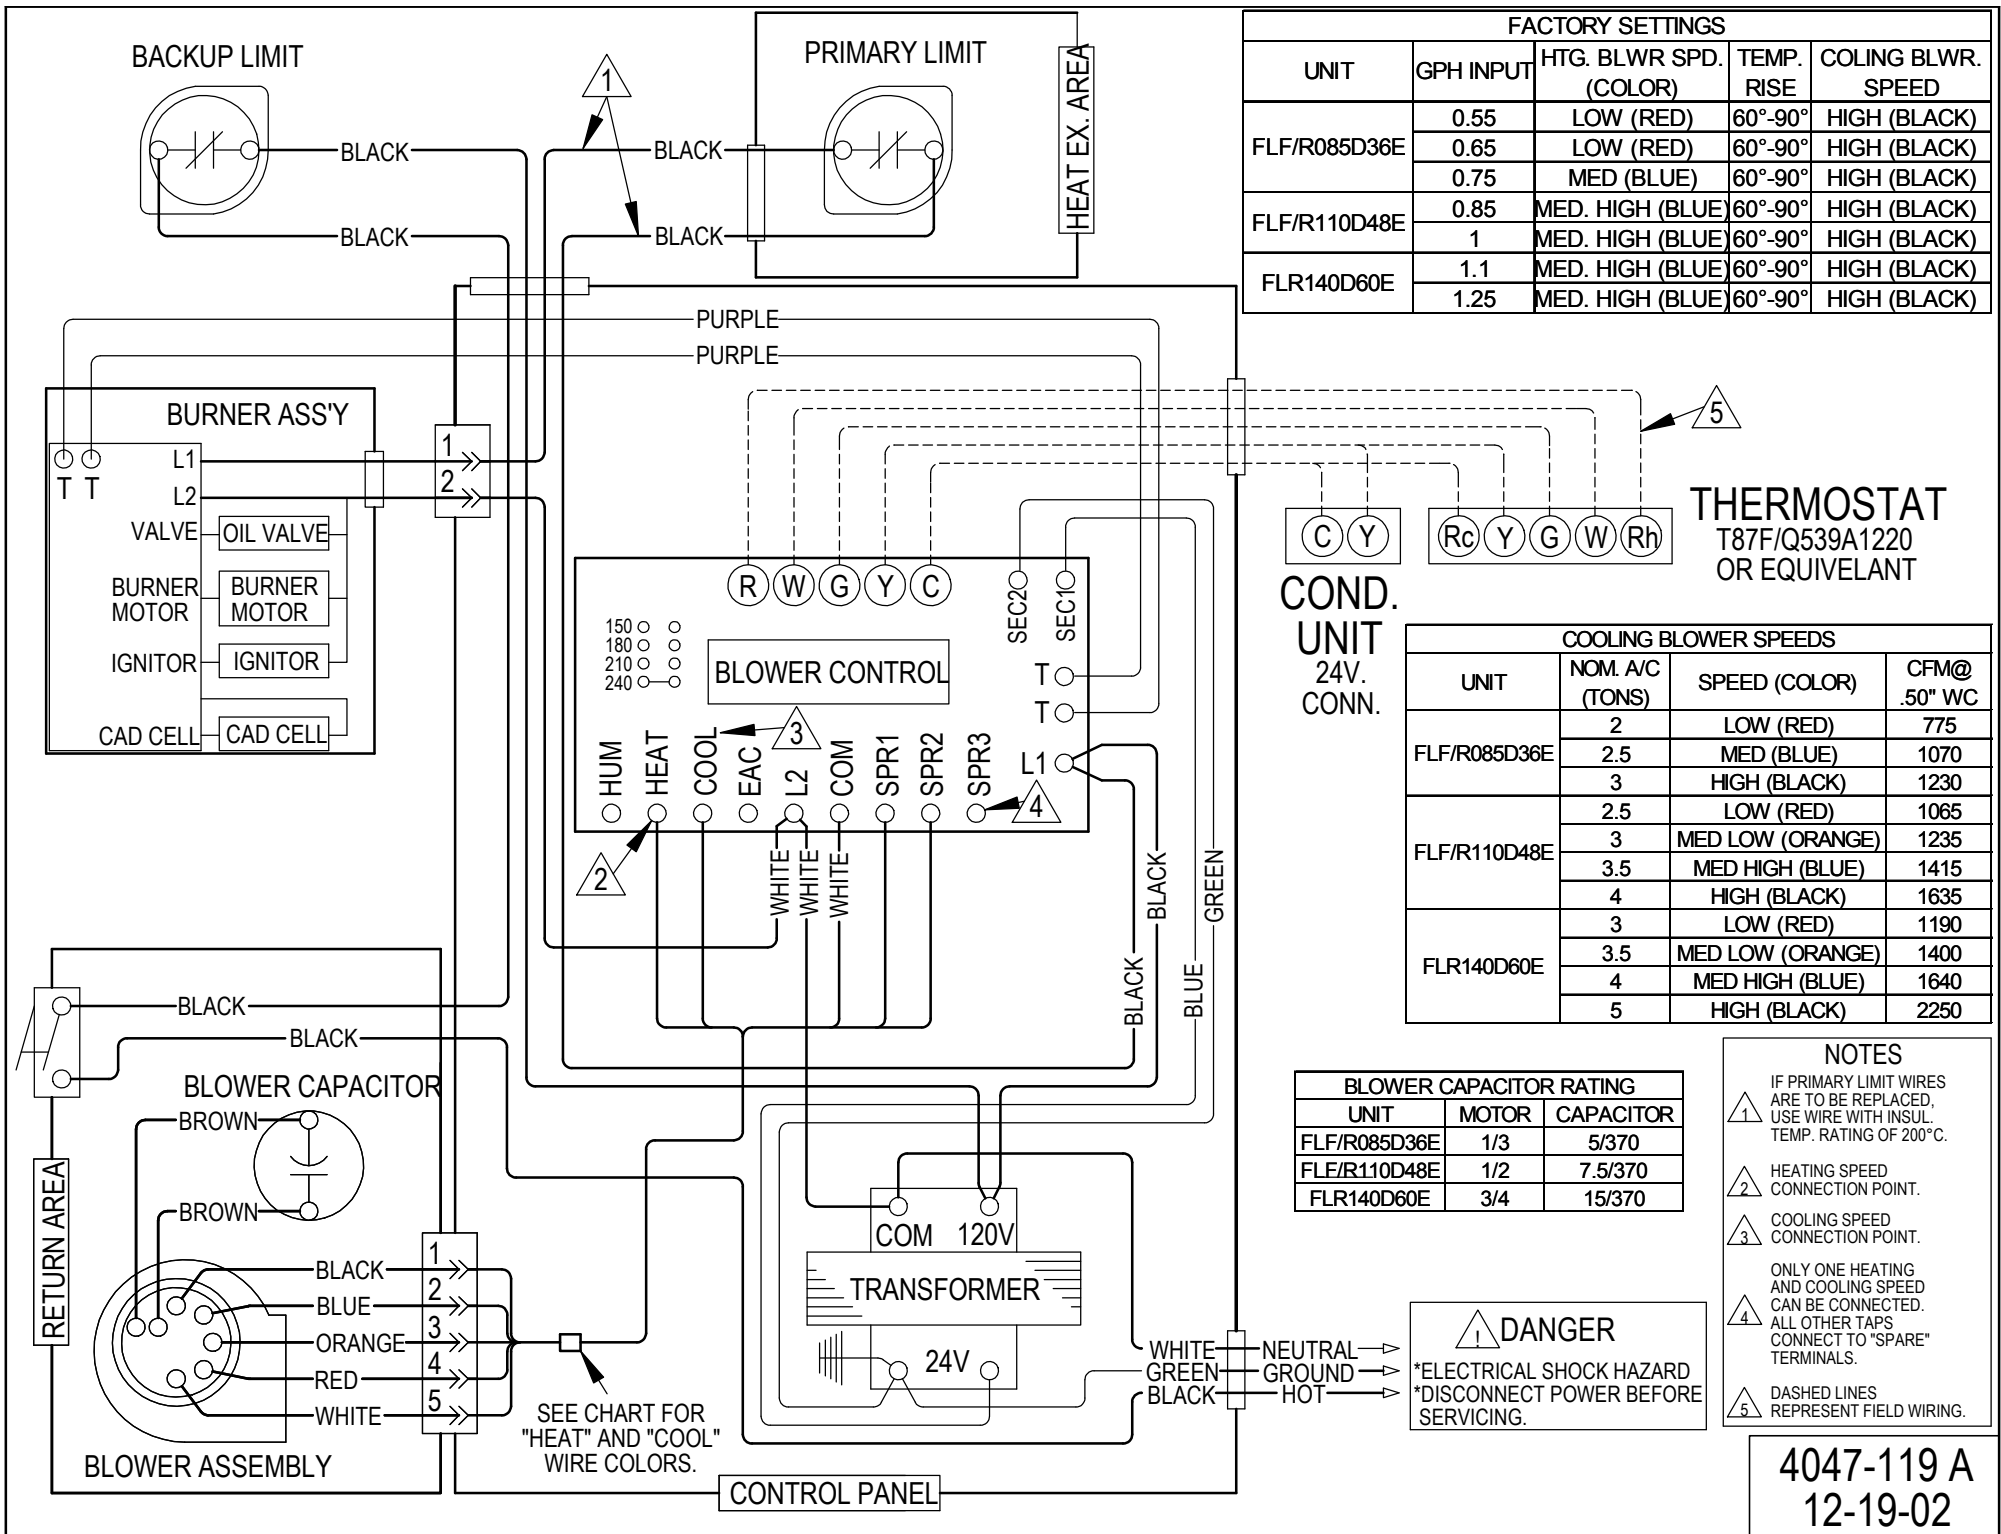 BACKUP LIMIT
PRIMARY LIMIT
HEAT EX. AREA
1
BLACK
BLACK
BLACK
BLACK
PURPLE
PURPLE
FACTORY SETTINGS
UNIT GPH INPUT HTG. BLWR SPD. (COLOR) TEMP. RISE COLING BLWR. SPEED
FLF/R085D36E 0.55 LOW (RED) 60°-90° HIGH (BLACK)
0.65 LOW (RED) 60°-90° HIGH (BLACK)
0.75 MED (BLUE) 60°-90° HIGH (BLACK)
FLF/R110D48E 0.85 MED. HIGH (BLUE) 60°-90° HIGH (BLACK)
1 MED. HIGH (BLUE) 60°-90° HIGH (BLACK)
FLR140D60E 1.1 MED. HIGH (BLUE) 60°-90° HIGH (BLACK)
1.25 MED. HIGH (BLUE) 60°-90° HIGH (BLACK)
BURNER ASS'Y
T T
L1
L2
VALVE OIL VALVE
BURNER MOTOR BURNER MOTOR
IGNITOR IGNITOR
CAD CELL CAD CELL
1
2
5
C Y
Rc Y G W Rh
THERMOSTAT
T87F/Q539A1220
OR EQUIVELANT
COND.
UNIT
24V.
CONN.
R W G Y C
SEC2 SEC1
150
180
210
240
BLOWER CONTROL
T
T
L1
HUM HEAT COOL EAC L2 COM SPR1 SPR2 SPR3
3
4
2
WHITE WHITE WHITE
BLACK
BLACK
GREEN
BLUE
COOLING BLOWER SPEEDS
UNIT NOM. A/C (TONS) SPEED (COLOR) CFM@ .50" WC
FLF/R085D36E 2 LOW (RED) 775
2.5 MED (BLUE) 1070
3 HIGH (BLACK) 1230
FLF/R110D48E 2.5 LOW (RED) 1065
3 MED LOW (ORANGE) 1235
3.5 MED HIGH (BLUE) 1415
4 HIGH (BLACK) 1635
FLR140D60E 3 LOW (RED) 1190
3.5 MED LOW (ORANGE) 1400
4 MED HIGH (BLUE) 1640
5 HIGH (BLACK) 2250
BLACK
BLACK
BLOWER CAPACITOR
BROWN
BROWN
RETURN AREA
BLACK 1
BLUE 2
ORANGE 3
RED 4
WHITE 5
BLOWER ASSEMBLY
SEE CHART FOR
"HEAT" AND "COOL"
WIRE COLORS.
COM 120V
TRANSFORMER
24V
CONTROL PANEL
WHITE NEUTRAL
GREEN GROUND
BLACK HOT
BLOWER CAPACITOR RATING
UNIT MOTOR CAPACITOR
FLF/R085D36E 1/3 5/370
FLF/R110D48E 1/2 7.5/370
FLR140D60E 3/4 15/370
! DANGER
*ELECTRICAL SHOCK HAZARD
*DISCONNECT POWER BEFORE
SERVICING.
NOTES
1 IF PRIMARY LIMIT WIRES
ARE TO BE REPLACED,
USE WIRE WITH INSUL.
TEMP. RATING OF 200°C.
2 HEATING SPEED
CONNECTION POINT.
3 COOLING SPEED
CONNECTION POINT.
4 ONLY ONE HEATING
AND COOLING SPEED
CAN BE CONNECTED.
ALL OTHER TAPS
CONNECT TO "SPARE"
TERMINALS.
5 DASHED LINES
REPRESENT FIELD WIRING.
4047-119 A
12-19-02